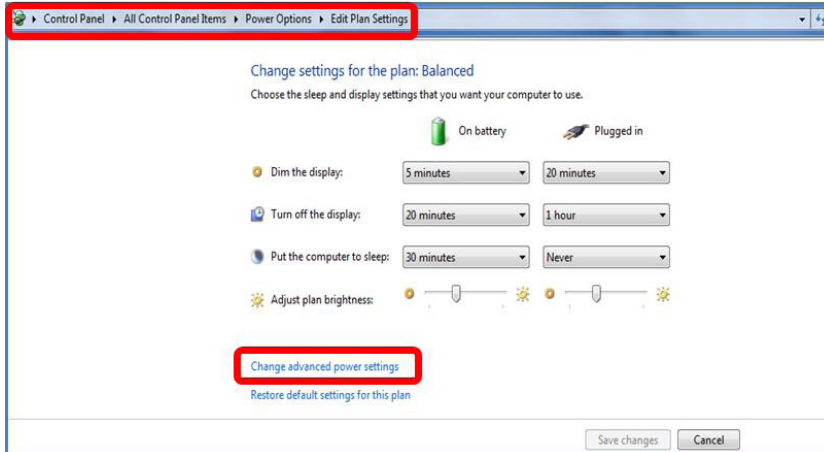 Control Panel ▸ All Control Panel Items ▸ Power Options ▸ Edit Plan Settings
Change settings for the plan: Balanced
Choose the sleep and display settings that you want your computer to use.
On battery Plugged in
Dim the display: 5 minutes 20 minutes
Turn off the display: 20 minutes 1 hour
Put the computer to sleep: 30 minutes Never
Adjust plan brightness:
Change advanced power settings
Restore default settings for this plan
Save changes Cancel